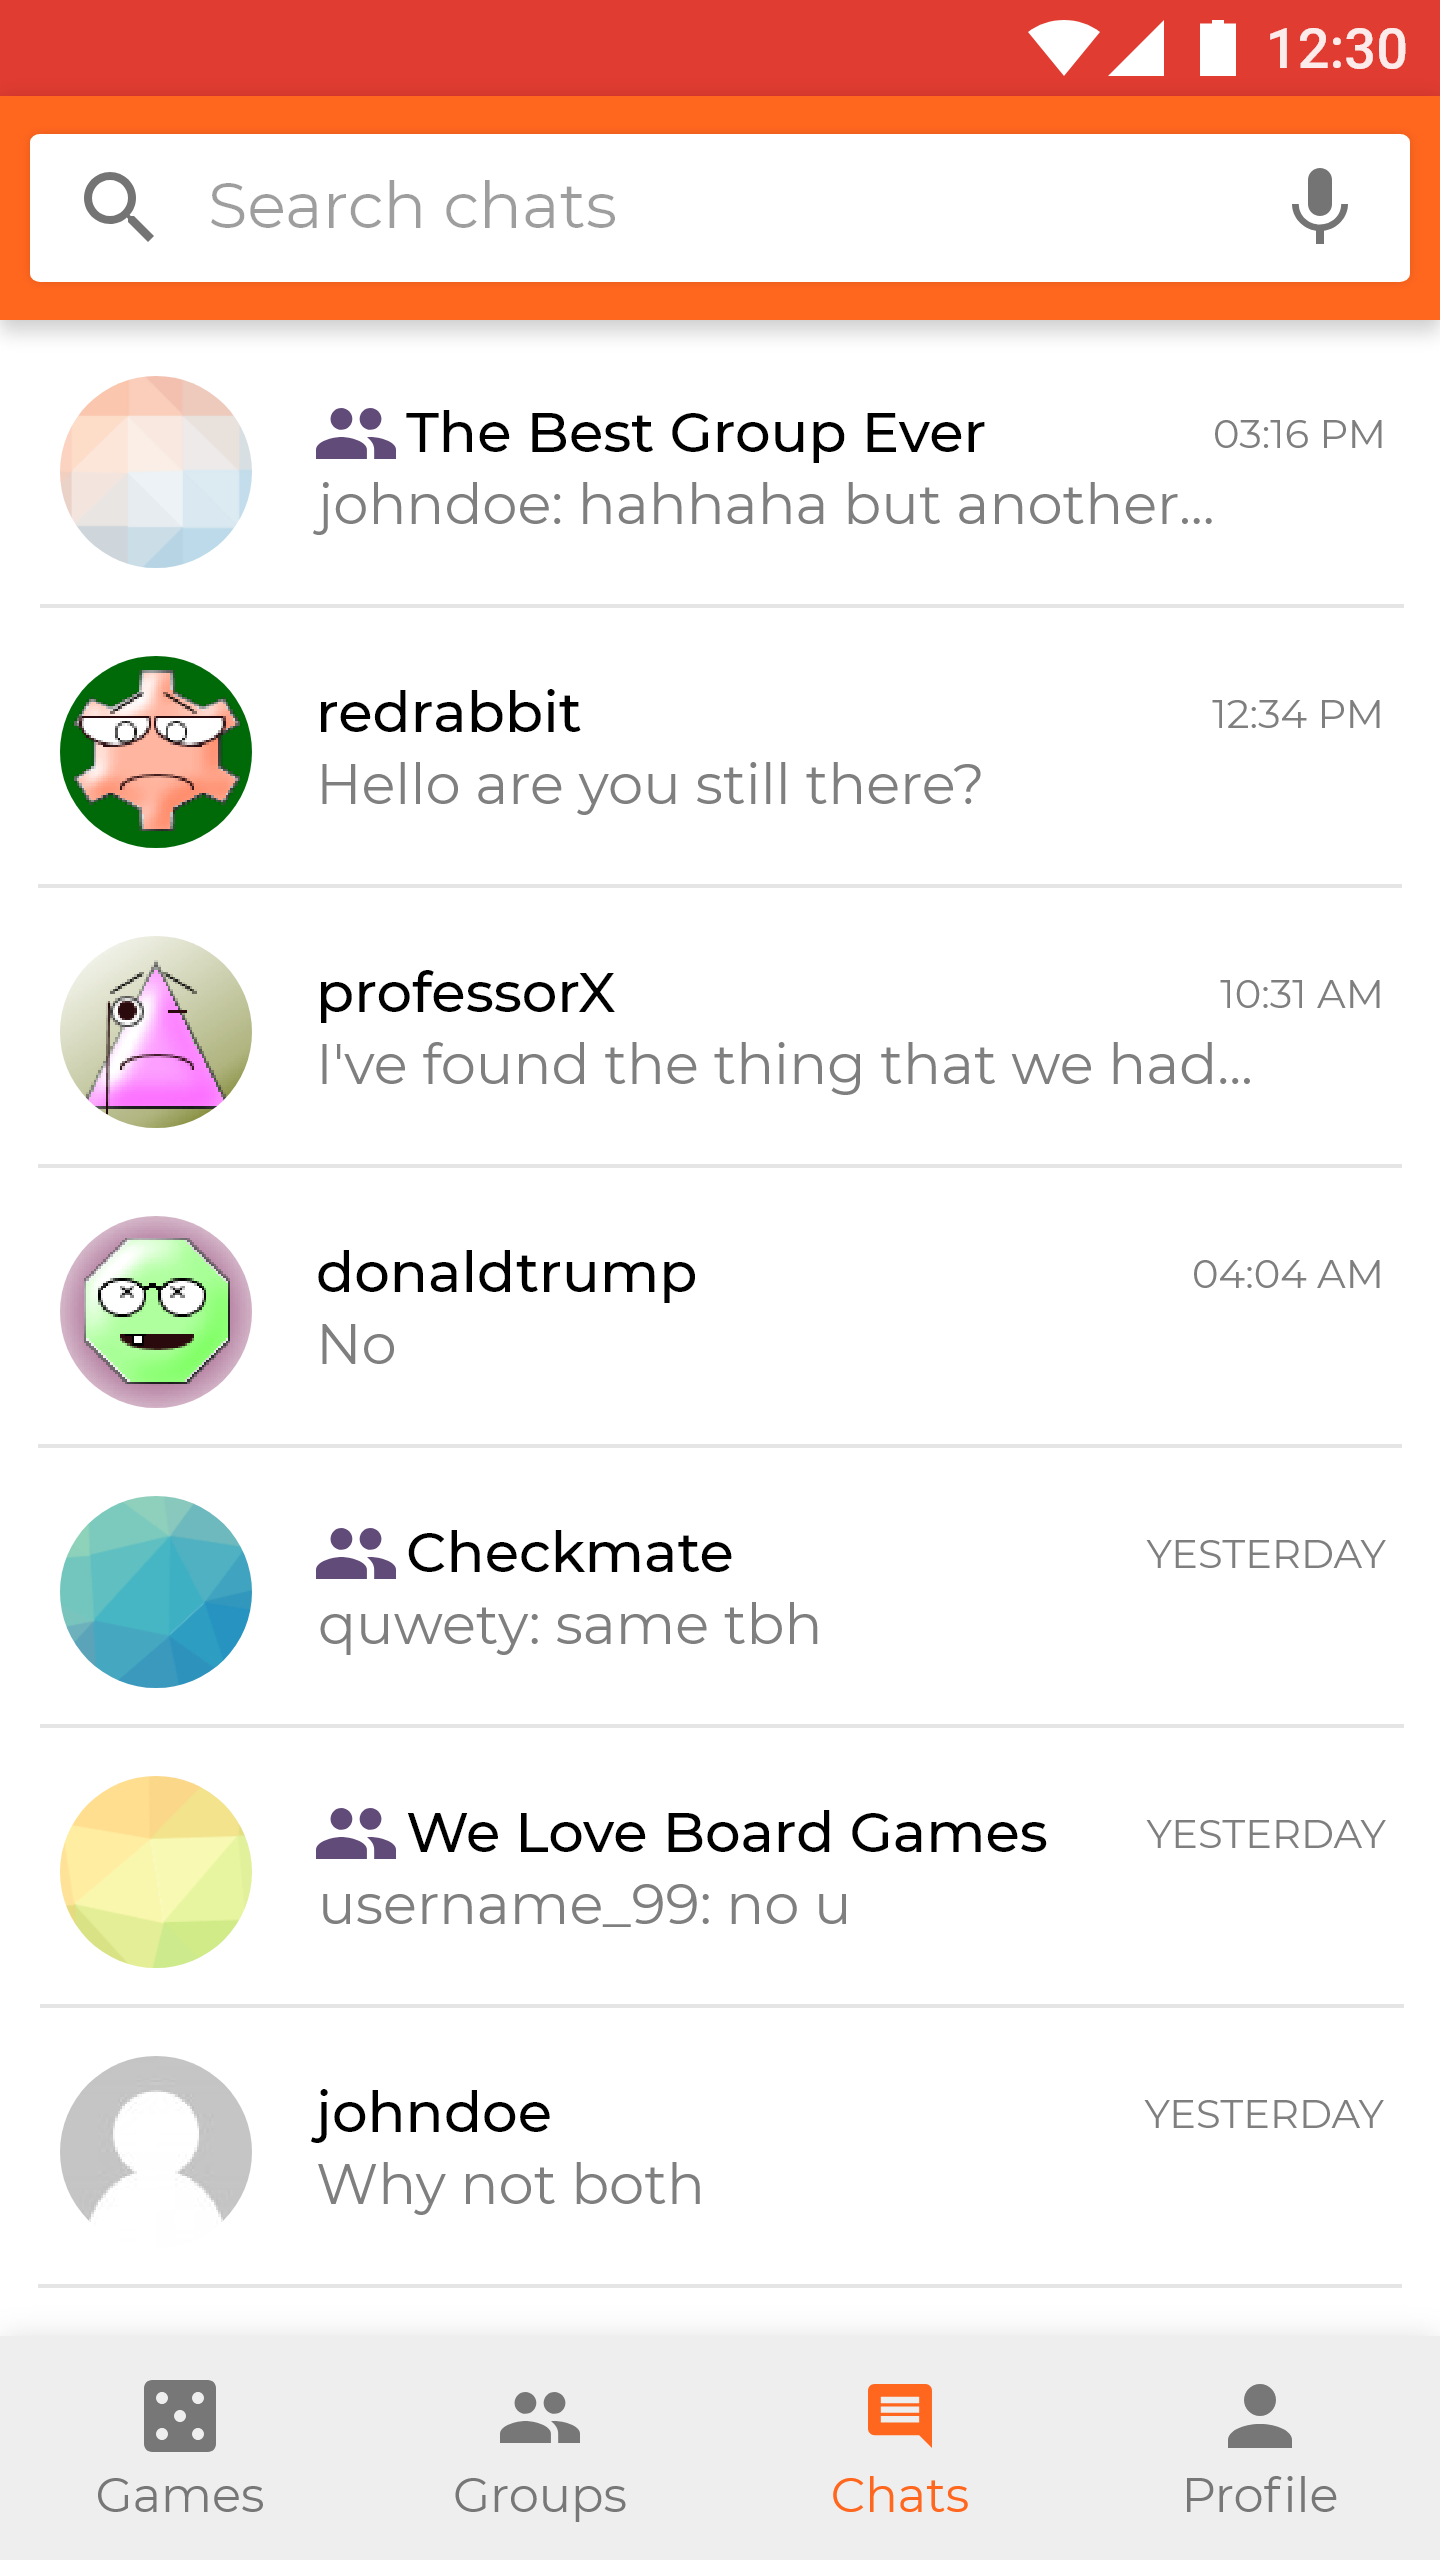 12:30
Search chats
The Best Group Ever 03:16 PM
johndoe: hahhaha but another...
redrabbit 12:34 PM
Hello are you still there?
professorX 10:31 AM
I've found the thing that we had...
donaldtrump 04:04 AM
No
Checkmate YESTERDAY
quwety: same tbh
We Love Board Games YESTERDAY
username_99: no u
johndoe YESTERDAY
Why not both
Games Groups Chats Profile